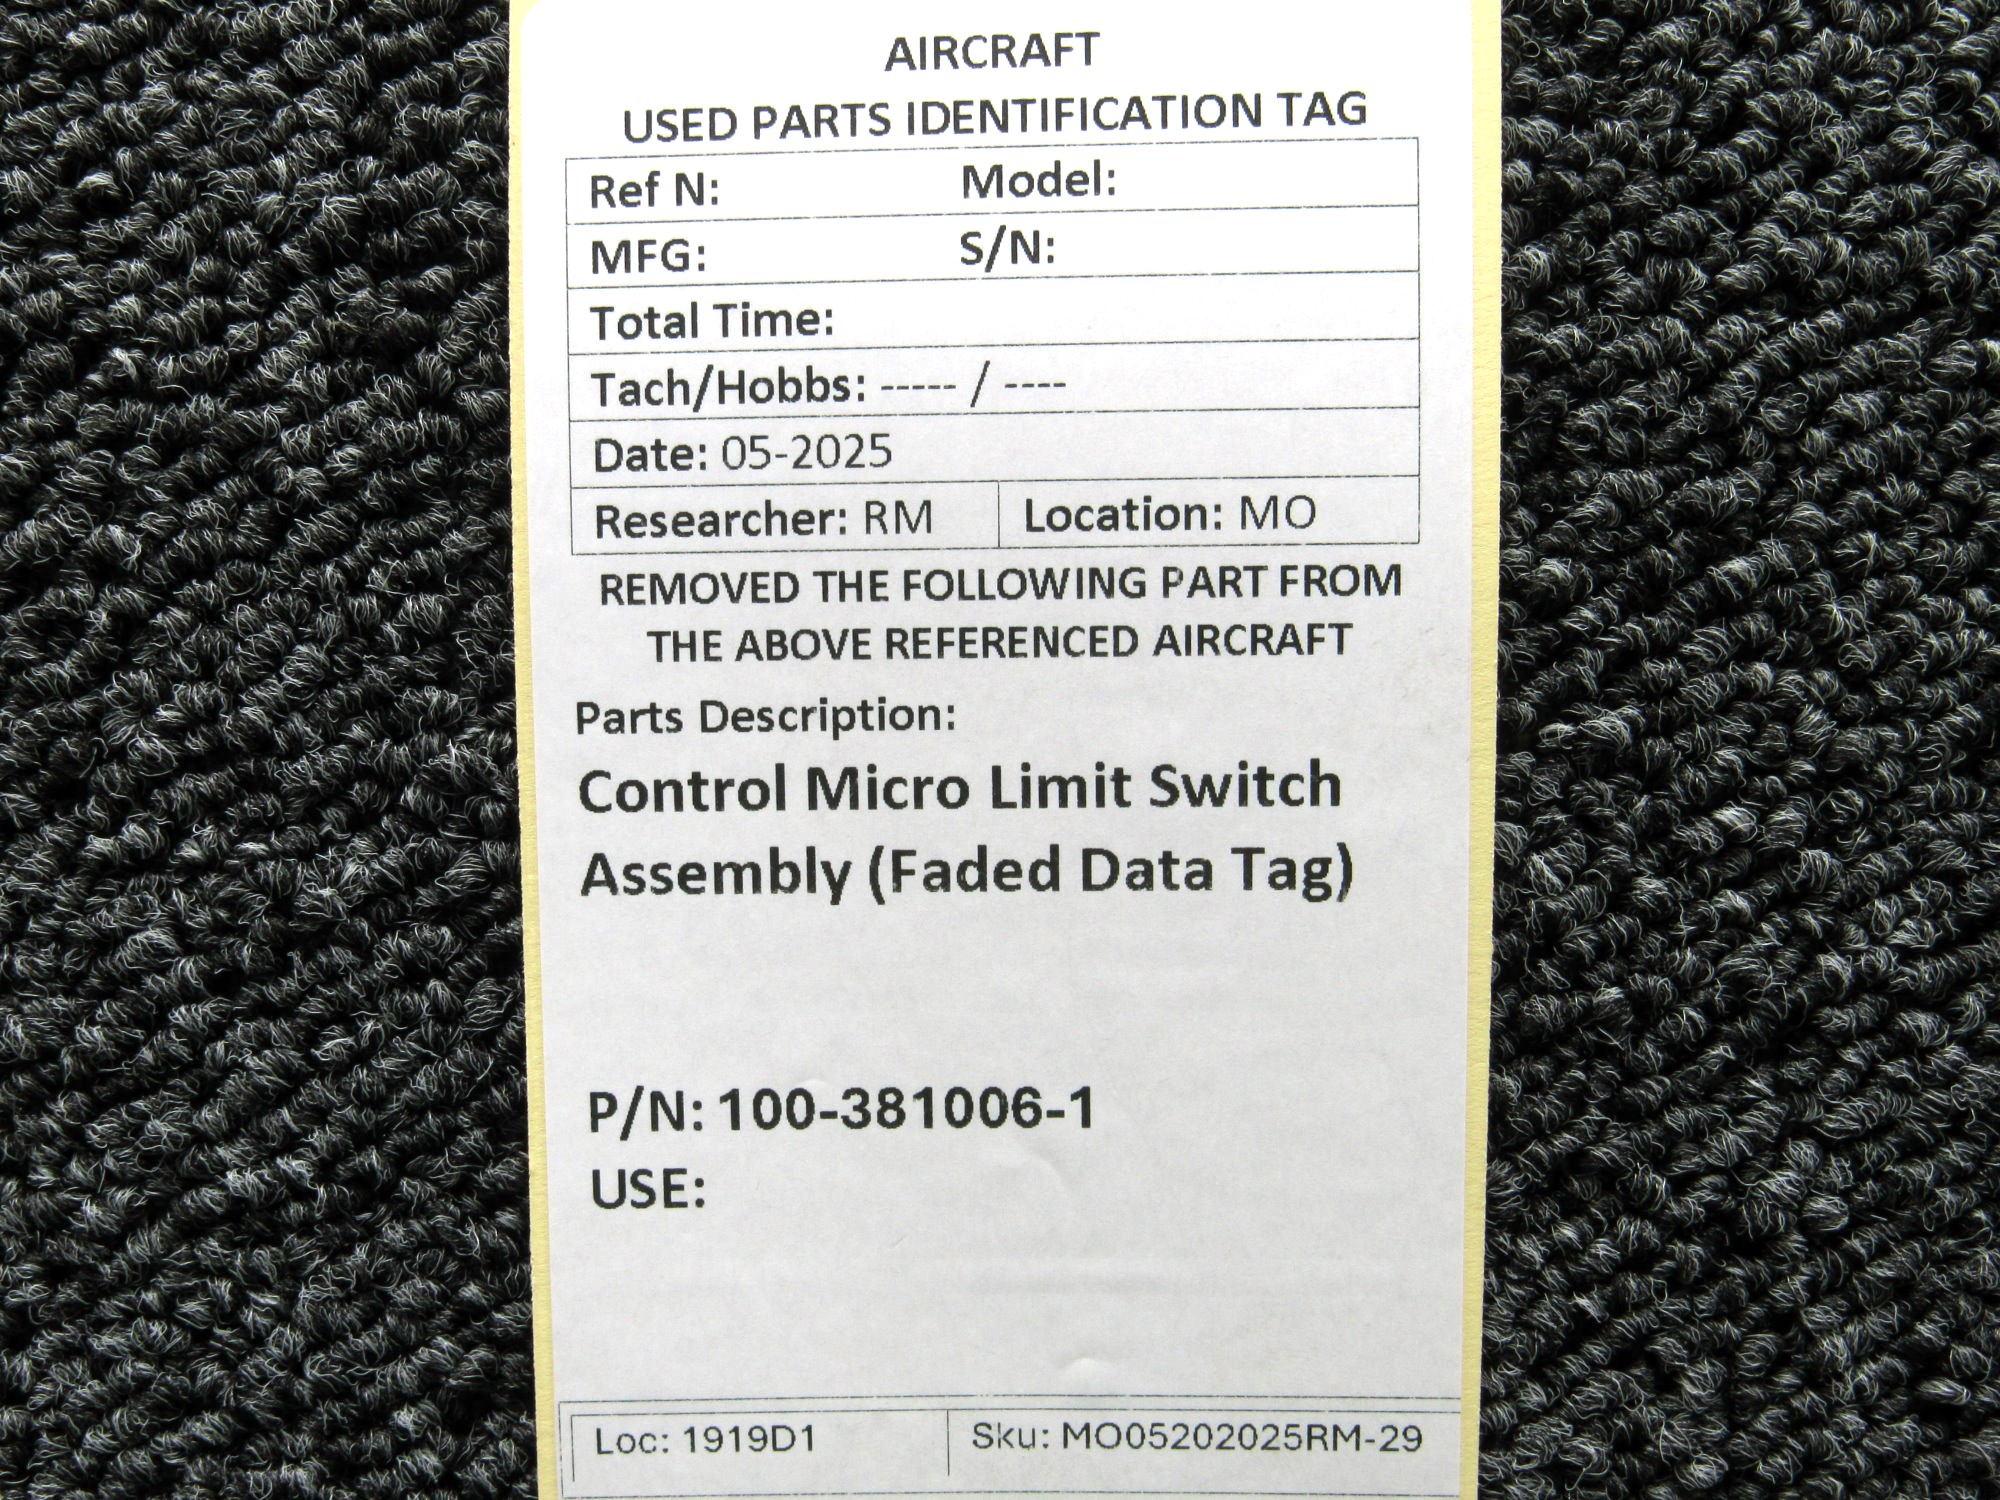 AIRCRAFT
USED PARTS IDENTIFICATION TAG
Ref N: Model:
MFG: S/N:
Total Time:
Tach/Hobbs: ----- / ----
Date: 05-2025
Researcher: RM Location: MO
REMOVED THE FOLLOWING PART FROM
THE ABOVE REFERENCED AIRCRAFT
Parts Description:
Control Micro Limit Switch
Assembly (Faded Data Tag)
P/N: 100-381006-1
USE:
Loc: 1919D1 Sku: MO05202025RM-29